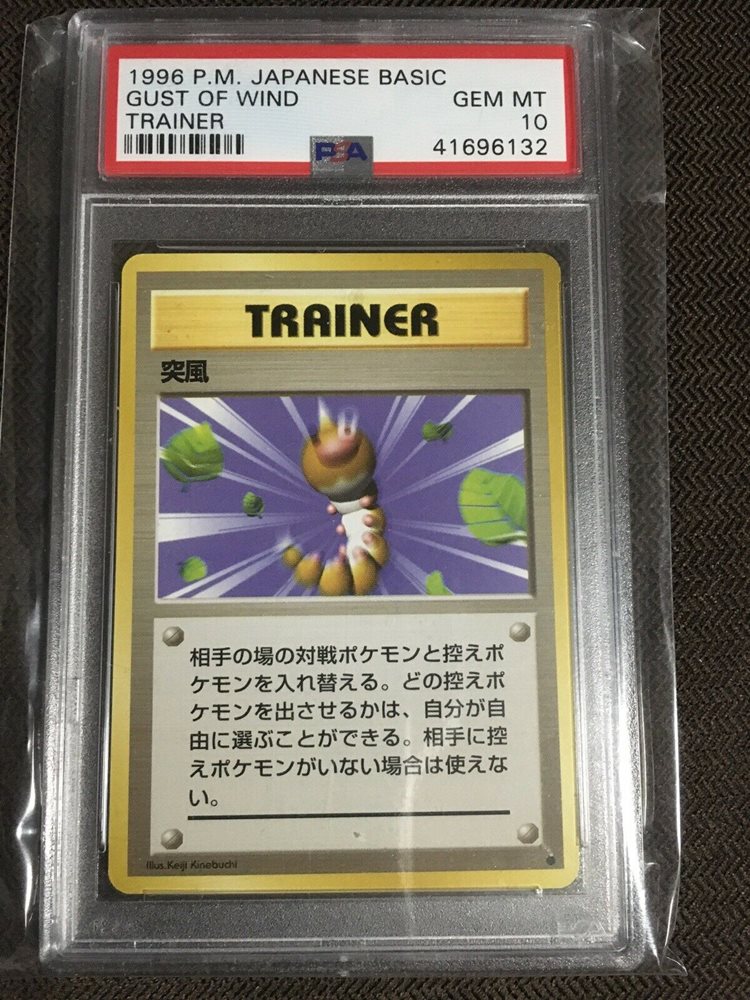 1996 P.M. JAPANESE BASIC
GUST OF WIND GEM MT
TRAINER 10
PSA 41696132
TRAINER
突風
相手の場の対戦ポケモンと控えポ
ケモンを入れ替える。どの控えポ
ケモンを出させるかは、自分が自
由に選ぶことができる。相手に控
えポケモンがいない場合は使えな
い。
Illus. Keiji Kinebuchi